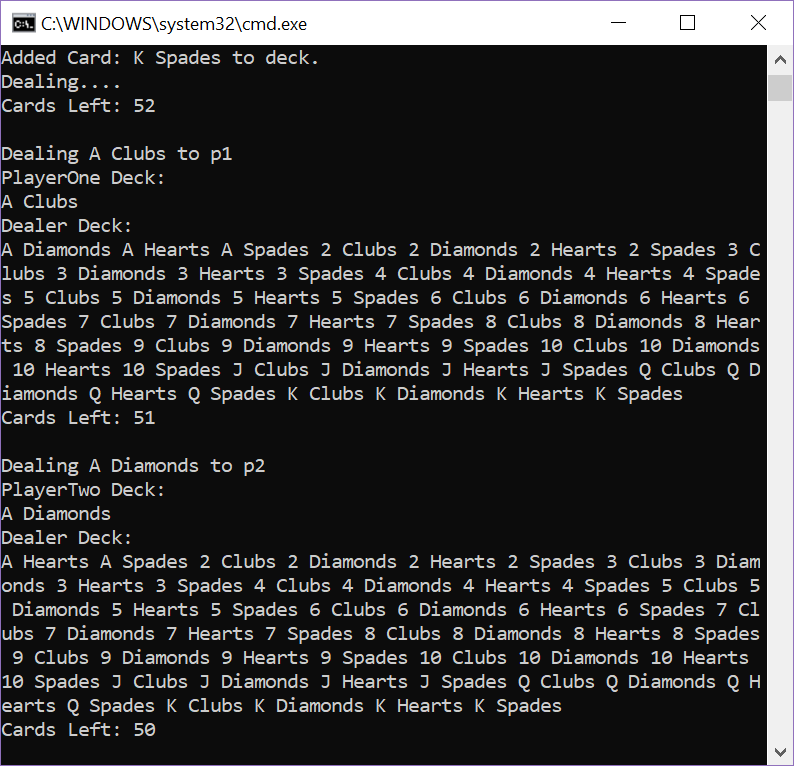 C:\WINDOWS\system32\cmd.exe
Added Card: K Spades to deck.
Dealing....
Cards Left: 52
Dealing A Clubs to p1
PlayerOne Deck:
A Clubs
Dealer Deck:
A Diamonds A Hearts A Spades 2 Clubs 2 Diamonds 2 Hearts 2 Spades 3 C
lubs 3 Diamonds 3 Hearts 3 Spades 4 Clubs 4 Diamonds 4 Hearts 4 Spade
s 5 Clubs 5 Diamonds 5 Hearts 5 Spades 6 Clubs 6 Diamonds 6 Hearts 6
Spades 7 Clubs 7 Diamonds 7 Hearts 7 Spades 8 Clubs 8 Diamonds 8 Hear
ts 8 Spades 9 Clubs 9 Diamonds 9 Hearts 9 Spades 10 Clubs 10 Diamonds
 10 Hearts 10 Spades J Clubs J Diamonds J Hearts J Spades Q Clubs Q D
iamonds Q Hearts Q Spades K Clubs K Diamonds K Hearts K Spades
Cards Left: 51
Dealing A Diamonds to p2
PlayerTwo Deck:
A Diamonds
Dealer Deck:
A Hearts A Spades 2 Clubs 2 Diamonds 2 Hearts 2 Spades 3 Clubs 3 Diam
onds 3 Hearts 3 Spades 4 Clubs 4 Diamonds 4 Hearts 4 Spades 5 Clubs 5
 Diamonds 5 Hearts 5 Spades 6 Clubs 6 Diamonds 6 Hearts 6 Spades 7 Cl
ubs 7 Diamonds 7 Hearts 7 Spades 8 Clubs 8 Diamonds 8 Hearts 8 Spades
 9 Clubs 9 Diamonds 9 Hearts 9 Spades 10 Clubs 10 Diamonds 10 Hearts
10 Spades J Clubs J Diamonds J Hearts J Spades Q Clubs Q Diamonds Q H
earts Q Spades K Clubs K Diamonds K Hearts K Spades
Cards Left: 50